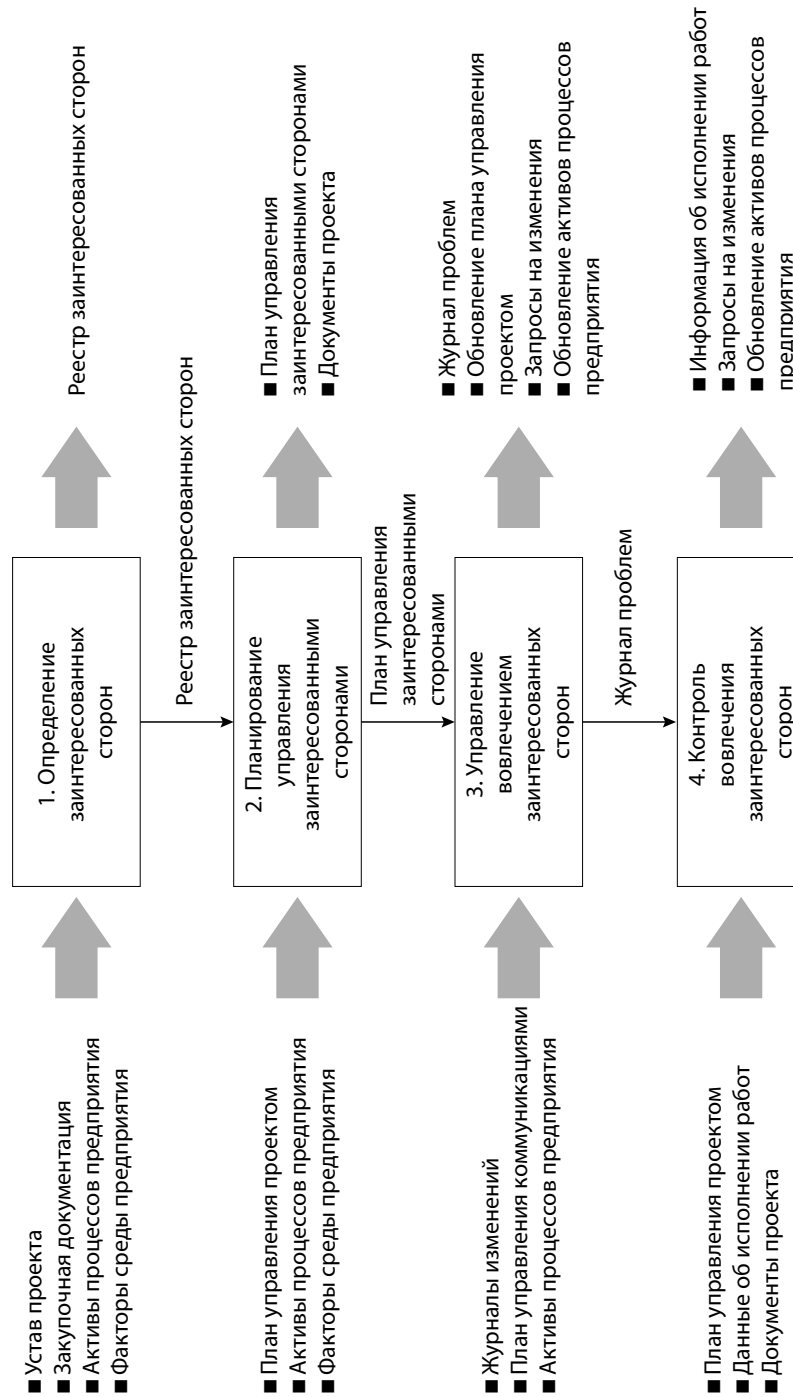 ■ Устав проекта
■ Закупочная документация
■ Активы процессов предприятия
■ Факторы среды предприятия
1. Определение
заинтересованных
сторон
Реестр заинтересованных сторон
Реестр заинтересованных сторон
■ План управления проектом
■ Активы процессов предприятия
■ Факторы среды предприятия
2. Планирование
управления
заинтересованными
сторонами
■ План управления
заинтересованными сторонами
■ Документы проекта
План управления
заинтересованными
сторонами
■ Журналы изменений
■ План управления коммуникациями
■ Активы процессов предприятия
3. Управление
вовлечением
заинтересованных
сторон
■ Журнал проблем
■ Обновление плана управления
проектом
■ Запросы на изменения
■ Обновление активов процессов
предприятия
Журнал проблем
■ План управления проектом
■ Данные об исполнении работ
■ Документы проекта
4. Контроль
вовлечения
заинтересованных
сторон
■ Информация об исполнении работ
■ Запросы на изменения
■ Обновление активов процессов
предприятия